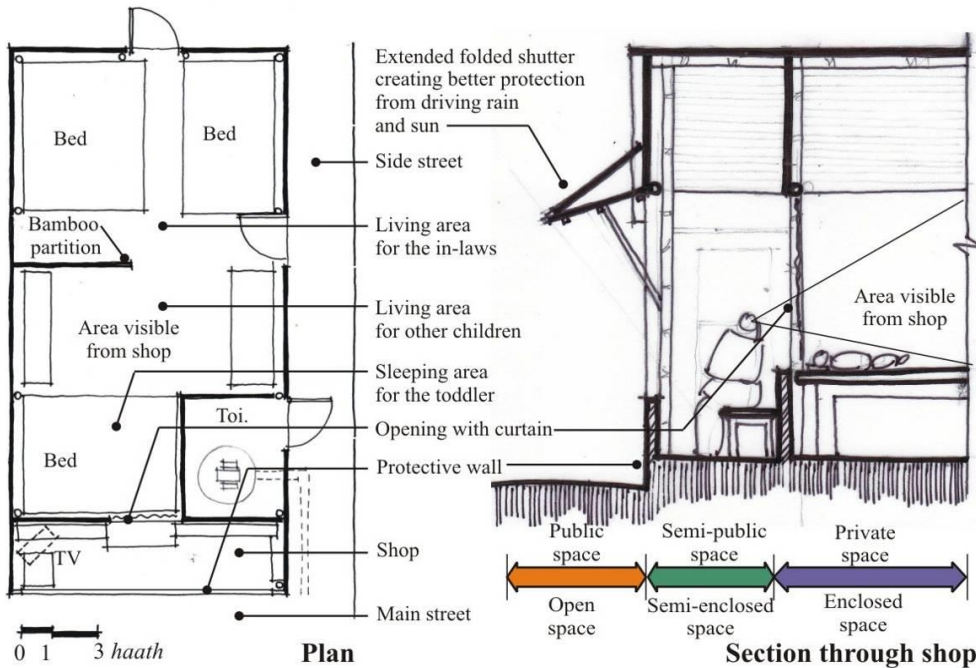 Bed
Bed
Bamboo
partition
Area visible
from shop
Toi.
Bed
TV
0 1 3 haath
Plan
Extended folded shutter
creating better protection
from driving rain
and sun
Side street
Living area
for the in-laws
Living area
for other children
Sleeping area
for the toddler
Opening with curtain
Protective wall
Shop
Main street
Area visible
from shop
Public
space
Semi-public
space
Private
space
Open
space
Semi-enclosed
space
Enclosed
space
Section through shop